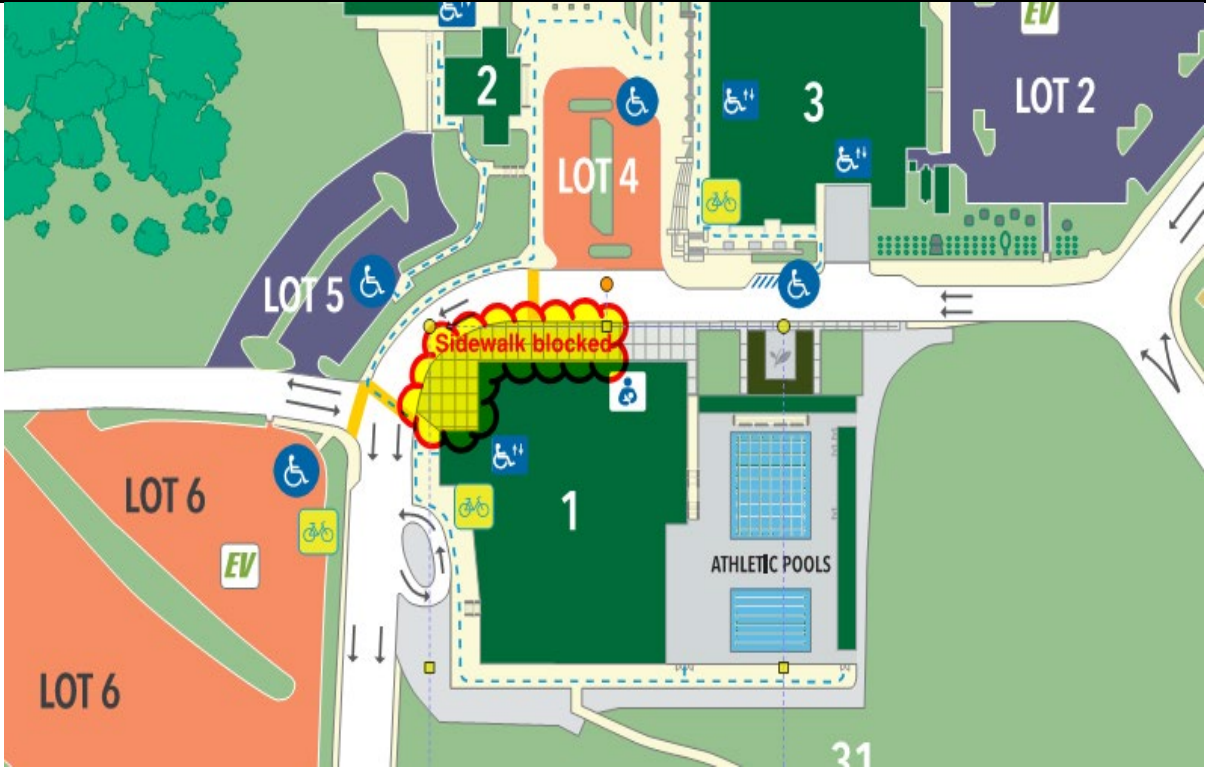 EV
2
3
LOT 2
LOT 4
LOT 5
Sidewalk blocked
LOT 6
1
EV
ATHLETIC POOLS
LOT 6
31